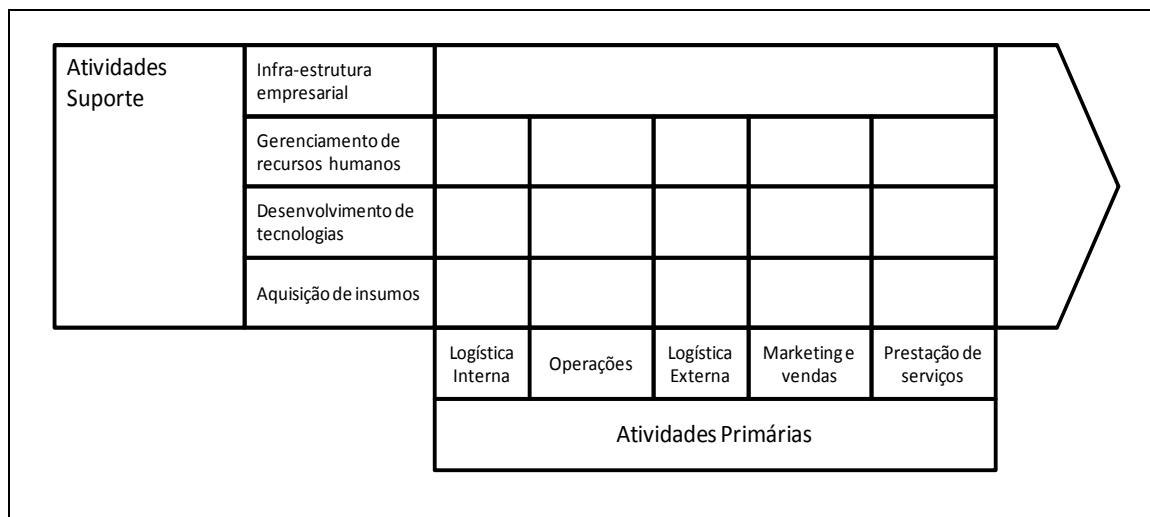 Atividades
Suporte
Infra-estrutura
empresarial
Gerenciamento de
recursos humanos
Desenvolvimento de
tecnologias
Aquisição de insumos
Logística
Interna
Operações
Logística
Externa
Marketing e
vendas
Prestação de
serviços
Atividades Primárias